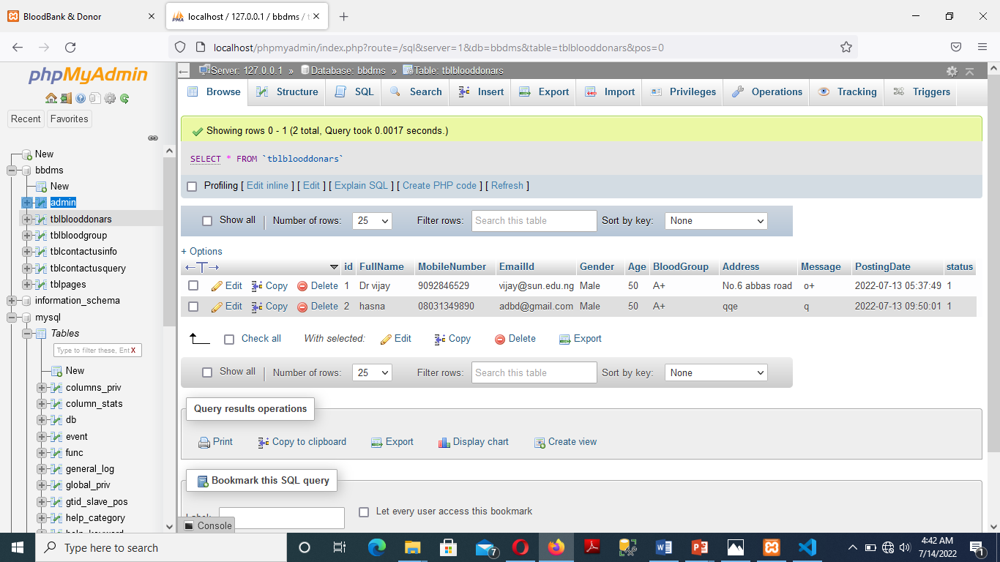 BloodBank & Donor
localhost / 127.0.0.1 / bbdms /
localhost/phpmyadmin/index.php?route=/sql&server=1&db=bbdms&table=tblblooddonars&pos=0
phpMyAdmin
Recent
Favorites
New
bbdms
New
admin
tblblooddonars
tblbloodgroup
tblcontactusinfo
tblcontactusquery
tblpages
information_schema
mysql
Tables
Type to filter these, Ent X
New
columns_priv
column_stats
db
event
func
general_log
global_priv
gtid_slave_pos
help_category
help_keyword
Server: 127.0.0.1 » Database: bbdms » Table: tblblooddonars
Browse Structure SQL Search Insert Export Import Privileges Operations Tracking Triggers
Showing rows 0 - 1 (2 total, Query took 0.0017 seconds.)
SELECT * FROM `tblblooddonars`
Profiling [ Edit inline ] [ Edit ] [ Explain SQL ] [ Create PHP code ] [ Refresh ]
Show all Number of rows: 25 Filter rows: Search this table Sort by key: None
+ Options
←T→ id FullName MobileNumber EmailId Gender Age BloodGroup Address Message PostingDate status
Edit Copy Delete 1 Dr vijay 9092846529 vijay@sun.edu.ng Male 50 A+ No.6 abbas road o+ 2022-07-13 05:37:49 1
Edit Copy Delete 2 hasna 08031349890 adbd@gmail.com Male 50 A+ qqe q 2022-07-13 09:50:01 1
Check all With selected: Edit Copy Delete Export
Show all Number of rows: 25 Filter rows: Search this table Sort by key: None
Query results operations
Print Copy to clipboard Export Display chart Create view
Bookmark this SQL query
Let every user access this bookmark
Console
Type here to search
7
4:42 AM
7/14/2022
1